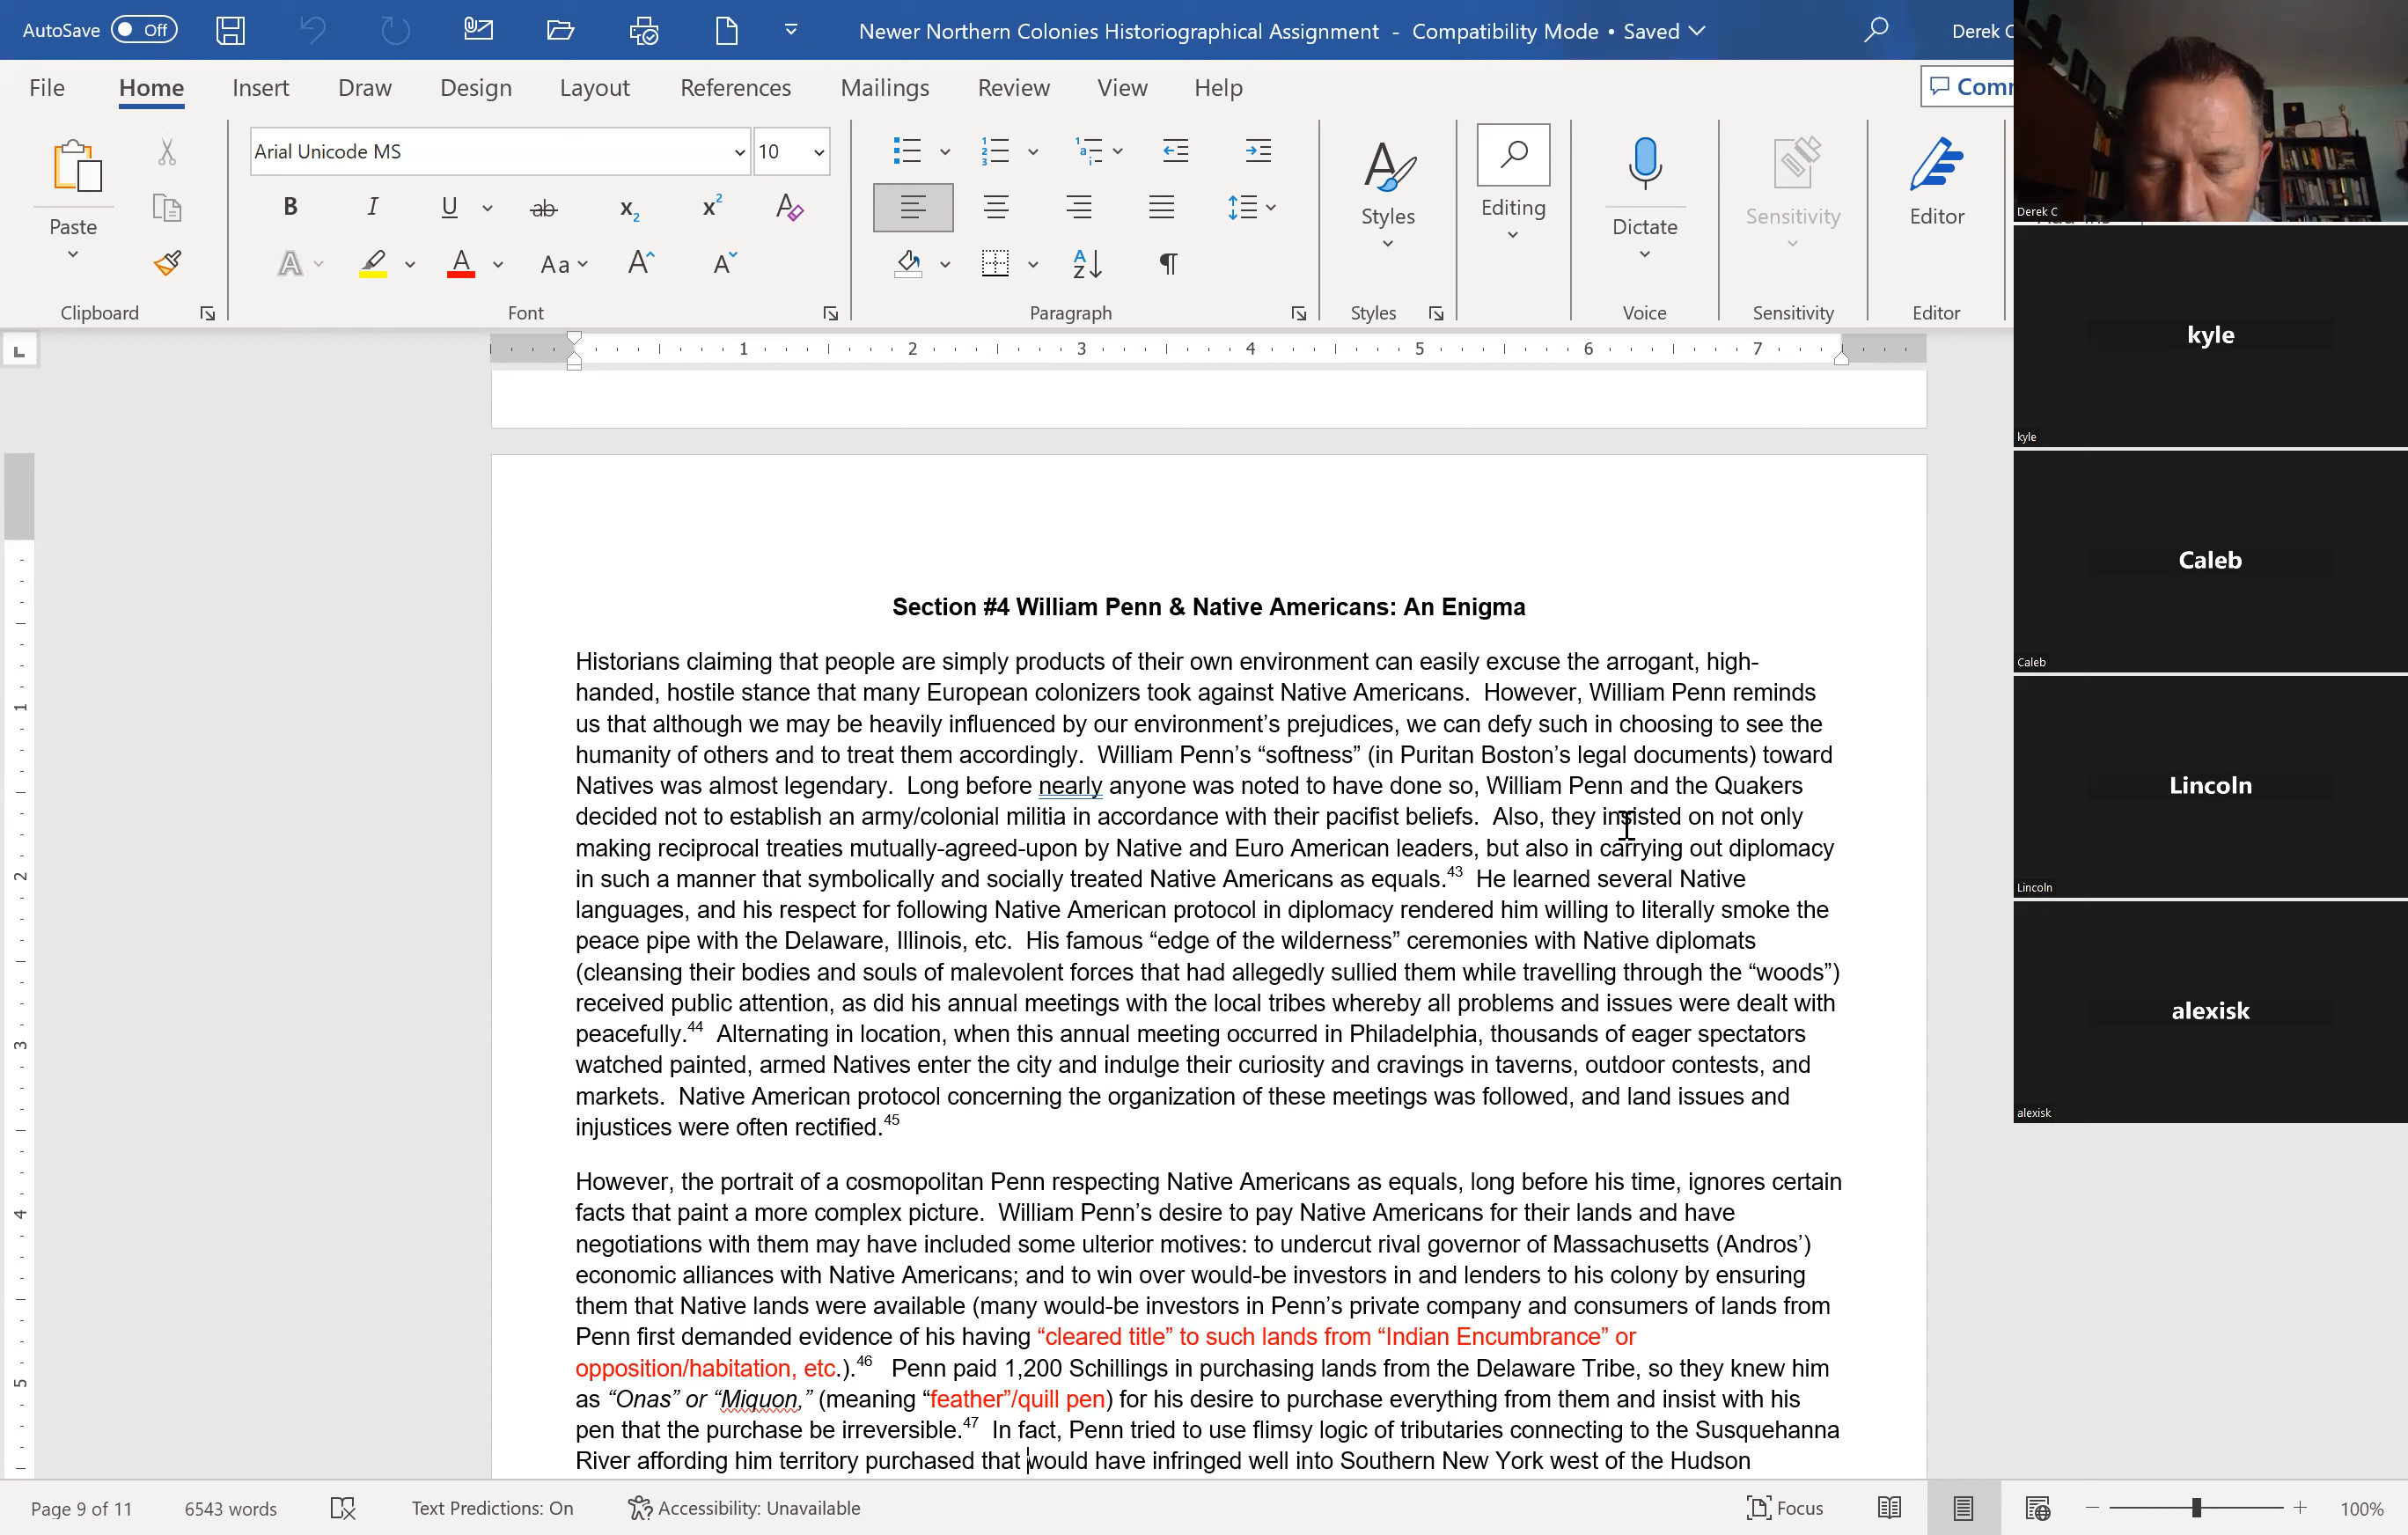 AutoSave Off Newer Northern Colonies Historiographical Assignment - Compatibility Mode • Saved Derek C
File Home Insert Draw Design Layout References Mailings Review View Help Comm
Arial Unicode MS 10
Paste Styles Editing Dictate Sensitivity Editor
Clipboard Font Paragraph Styles Voice Sensitivity Editor
1 2 3 4 5 6 7
Section #4 William Penn & Native Americans: An Enigma
Historians claiming that people are simply products of their own environment can easily excuse the arrogant, high-
handed, hostile stance that many European colonizers took against Native Americans.  However, William Penn reminds
us that although we may be heavily influenced by our environment’s prejudices, we can defy such in choosing to see the
humanity of others and to treat them accordingly.  William Penn’s “softness” (in Puritan Boston’s legal documents) toward
Natives was almost legendary.  Long before nearly anyone was noted to have done so, William Penn and the Quakers
decided not to establish an army/colonial militia in accordance with their pacifist beliefs.  Also, they insisted on not only
making reciprocal treaties mutually-agreed-upon by Native and Euro American leaders, but also in carrying out diplomacy
in such a manner that symbolically and socially treated Native Americans as equals.43  He learned several Native
languages, and his respect for following Native American protocol in diplomacy rendered him willing to literally smoke the
peace pipe with the Delaware, Illinois, etc.  His famous “edge of the wilderness” ceremonies with Native diplomats
(cleansing their bodies and souls of malevolent forces that had allegedly sullied them while travelling through the “woods”)
received public attention, as did his annual meetings with the local tribes whereby all problems and issues were dealt with
peacefully.44  Alternating in location, when this annual meeting occurred in Philadelphia, thousands of eager spectators
watched painted, armed Natives enter the city and indulge their curiosity and cravings in taverns, outdoor contests, and
markets.  Native American protocol concerning the organization of these meetings was followed, and land issues and
injustices were often rectified.45
However, the portrait of a cosmopolitan Penn respecting Native Americans as equals, long before his time, ignores certain
facts that paint a more complex picture.  William Penn’s desire to pay Native Americans for their lands and have
negotiations with them may have included some ulterior motives: to undercut rival governor of Massachusetts (Andros’)
economic alliances with Native Americans; and to win over would-be investors in and lenders to his colony by ensuring
them that Native lands were available (many would-be investors in Penn’s private company and consumers of lands from
Penn first demanded evidence of his having “cleared title” to such lands from “Indian Encumbrance” or
opposition/habitation, etc.).46  Penn paid 1,200 Schillings in purchasing lands from the Delaware Tribe, so they knew him
as “Onas” or “Miquon,” (meaning “feather”/quill pen) for his desire to purchase everything from them and insist with his
pen that the purchase be irreversible.47  In fact, Penn tried to use flimsy logic of tributaries connecting to the Susquehanna
River affording him territory purchased that would have infringed well into Southern New York west of the Hudson
1
2
3
4
5
Derek C
kyle
kyle
Caleb
Caleb
Lincoln
Lincoln
alexisk
alexisk
Page 9 of 11 6543 words Text Predictions: On Accessibility: Unavailable Focus 100%